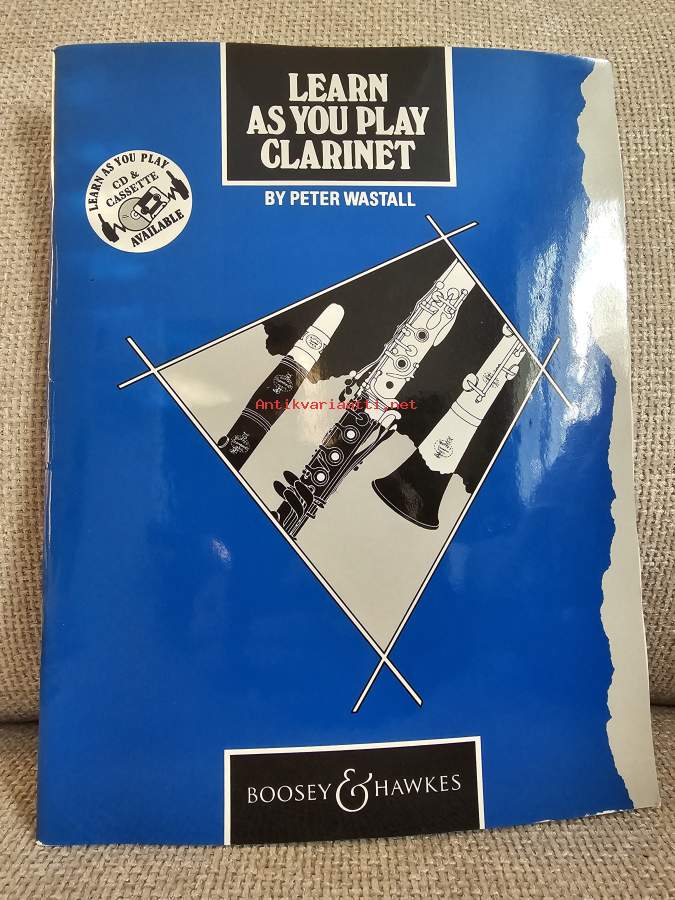 LEARN
AS YOU PLAY
CLARINET
BY PETER WASTALL
LEARN AS YOU PLAY
CD &
CASSETTE
AVAILABLE
Antikvariaatti.net
BOOSEY & HAWKES